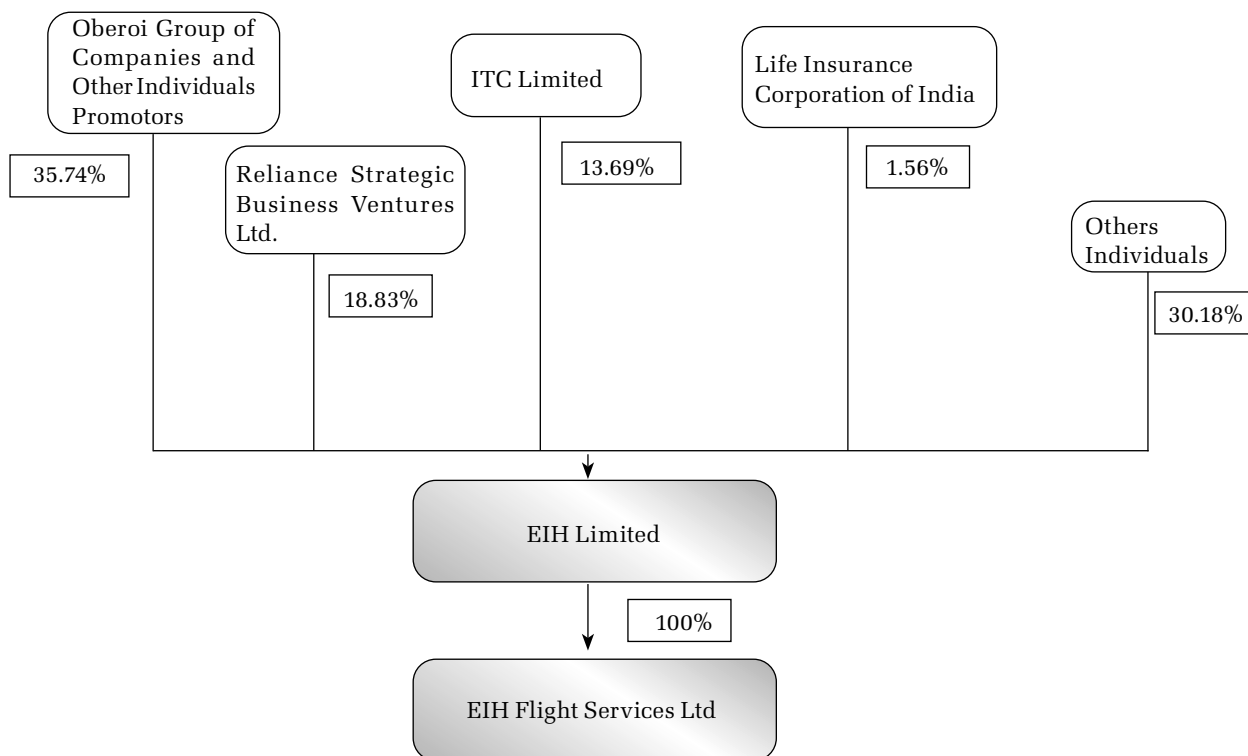 Oberoi Group of
Companies and
Other Individuals
Promotors
35.74%
Reliance Strategic
Business Ventures
Ltd.
18.83%
ITC Limited
13.69%
Life Insurance
Corporation of India
1.56%
Others
Individuals
30.18%
EIH Limited
100%
EIH Flight Services Ltd